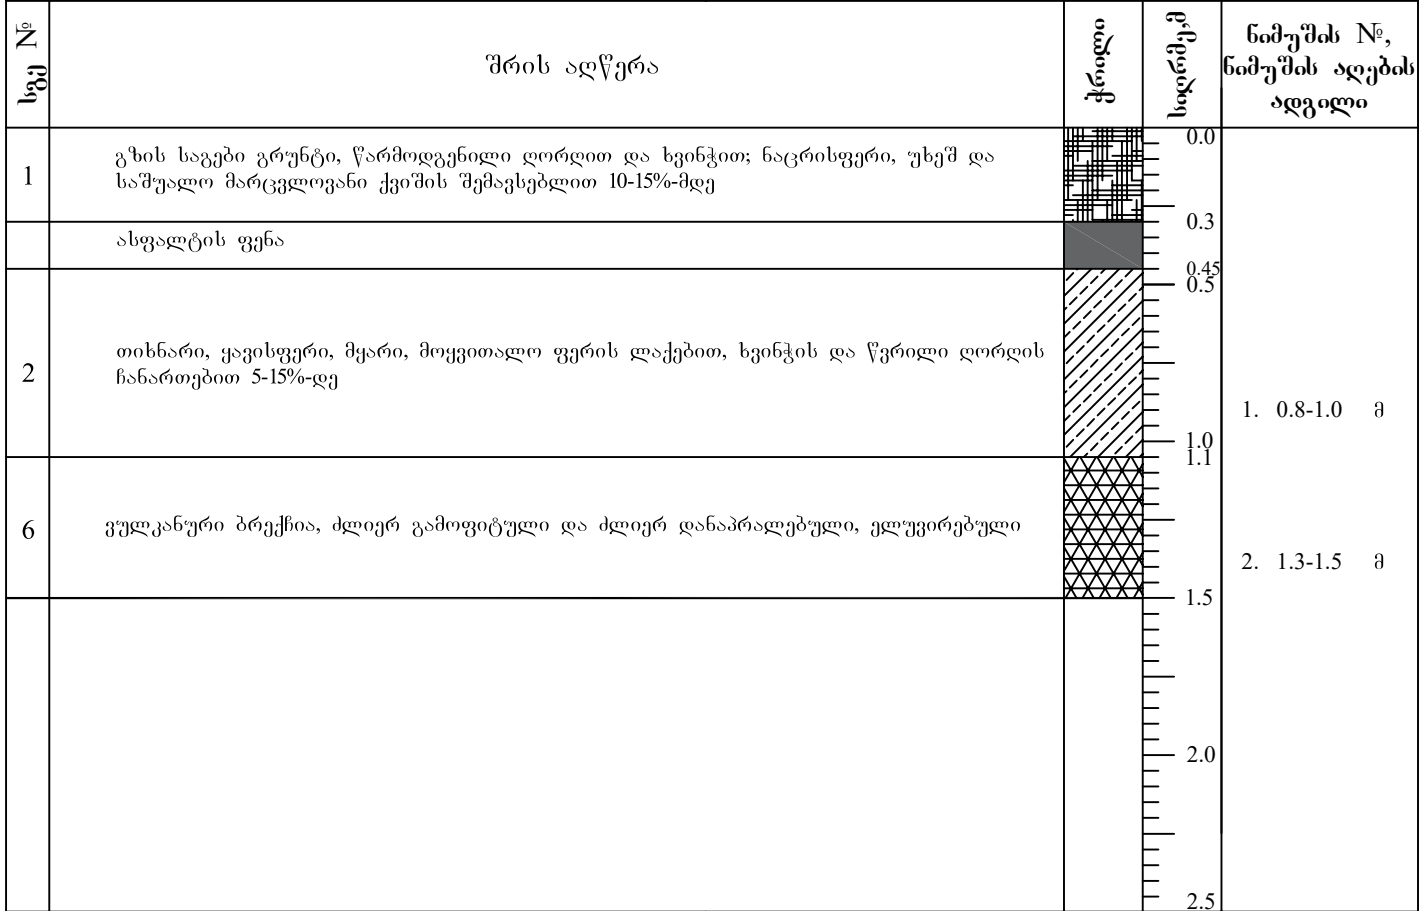 სგე №
შრის აღწერა
ჭრილი
სიღრმე,მ
ნიმუშის №,
ნიმუშის აღების
ადგილი
1
გზის საგები გრუნტი, წარმოდგენილი ღორღით და ხვინჭით; ნაცრისფერი, უხეშ და
საშუალო მარცვლოვანი ქვიშის შემავსებლით 10-15%-მდე
0.0
0.3
ასფალტის ფენა
0.45
0.5
2
თიხნარი, ყავისფერი, მყარი, მოყვითალო ფერის ლაქებით, ხვინჭის და წვრილი ღორღის
ჩანართებით 5-15%-დე
1. 0.8-1.0 მ
1.0
1.1
6
ვულკანური ბრექჩია, ძლიერ გამოფიტული და ძლიერ დანაპრალებული, ელუვირებული
2. 1.3-1.5 მ
1.5
2.0
2.5